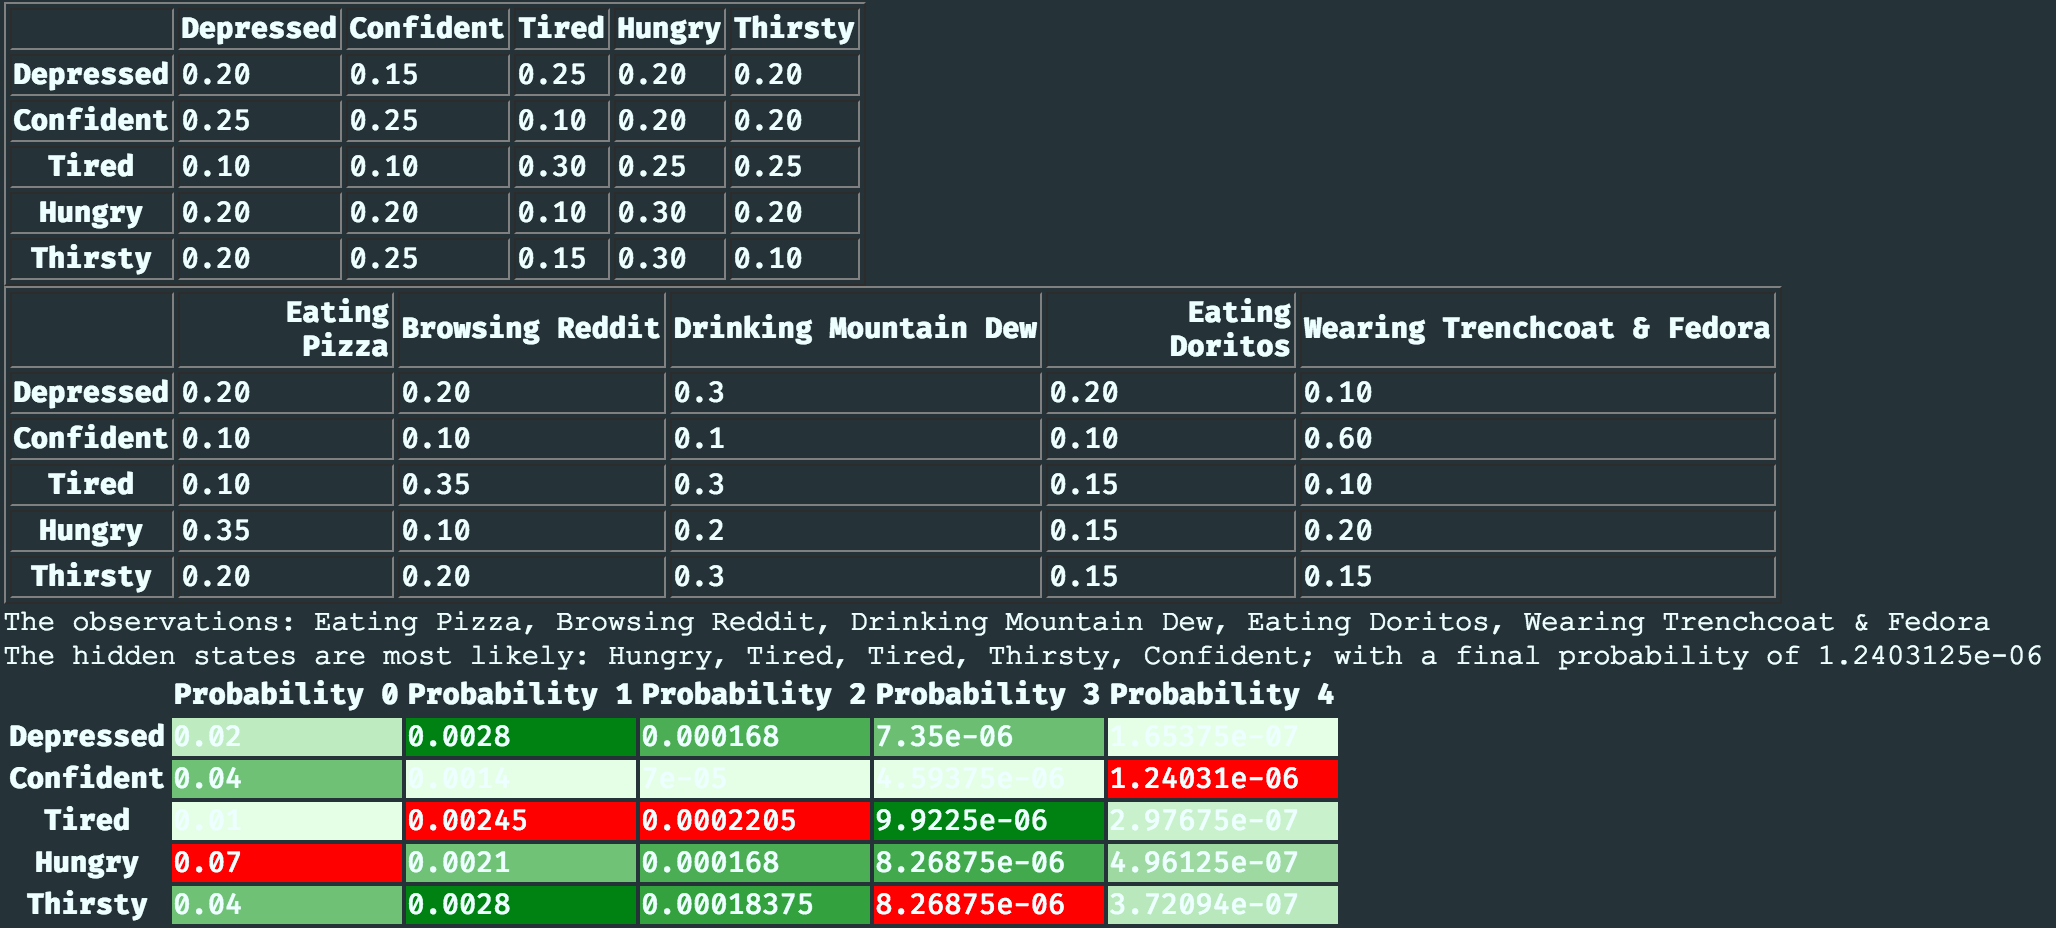 Depressed Confident Tired Hungry Thirsty
Depressed 0.20 0.15 0.25 0.20 0.20
Confident 0.25 0.25 0.10 0.20 0.20
Tired 0.10 0.10 0.30 0.25 0.25
Hungry 0.20 0.20 0.10 0.30 0.20
Thirsty 0.20 0.25 0.15 0.30 0.10
Eating Pizza Browsing Reddit Drinking Mountain Dew Eating Doritos Wearing Trenchcoat & Fedora
Depressed 0.20 0.20 0.3 0.20 0.10
Confident 0.10 0.10 0.1 0.10 0.60
Tired 0.10 0.35 0.3 0.15 0.10
Hungry 0.35 0.10 0.2 0.15 0.20
Thirsty 0.20 0.20 0.3 0.15 0.15
The observations: Eating Pizza, Browsing Reddit, Drinking Mountain Dew, Eating Doritos, Wearing Trenchcoat & Fedora
The hidden states are most likely: Hungry, Tired, Tired, Thirsty, Confident; with a final probability of 1.2403125e-06
Probability 0 Probability 1 Probability 2 Probability 3 Probability 4
Depressed 0.02 0.0028 0.000168 7.35e-06 1.65375e-07
Confident 0.04 0.0014 7e-05 4.59375e-06 1.24031e-06
Tired 0.01 0.00245 0.0002205 9.9225e-06 2.97675e-07
Hungry 0.07 0.0021 0.000168 8.26875e-06 4.96125e-07
Thirsty 0.04 0.0028 0.00018375 8.26875e-06 3.72094e-07